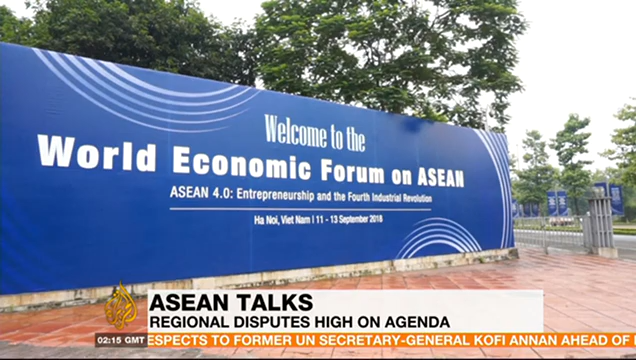 Welcome to the
World Economic Forum on ASEAN
ASEAN 4.0: Entrepreneurship and the Fourth Industrial Revolution
Ha Noi, Viet Nam | 11 - 13 September 2018
ASEAN TALKS
REGIONAL DISPUTES HIGH ON AGENDA
02:15 GMT
ESPECTS TO FORMER UN SECRETARY-GENERAL KOFI ANNAN AHEAD OF